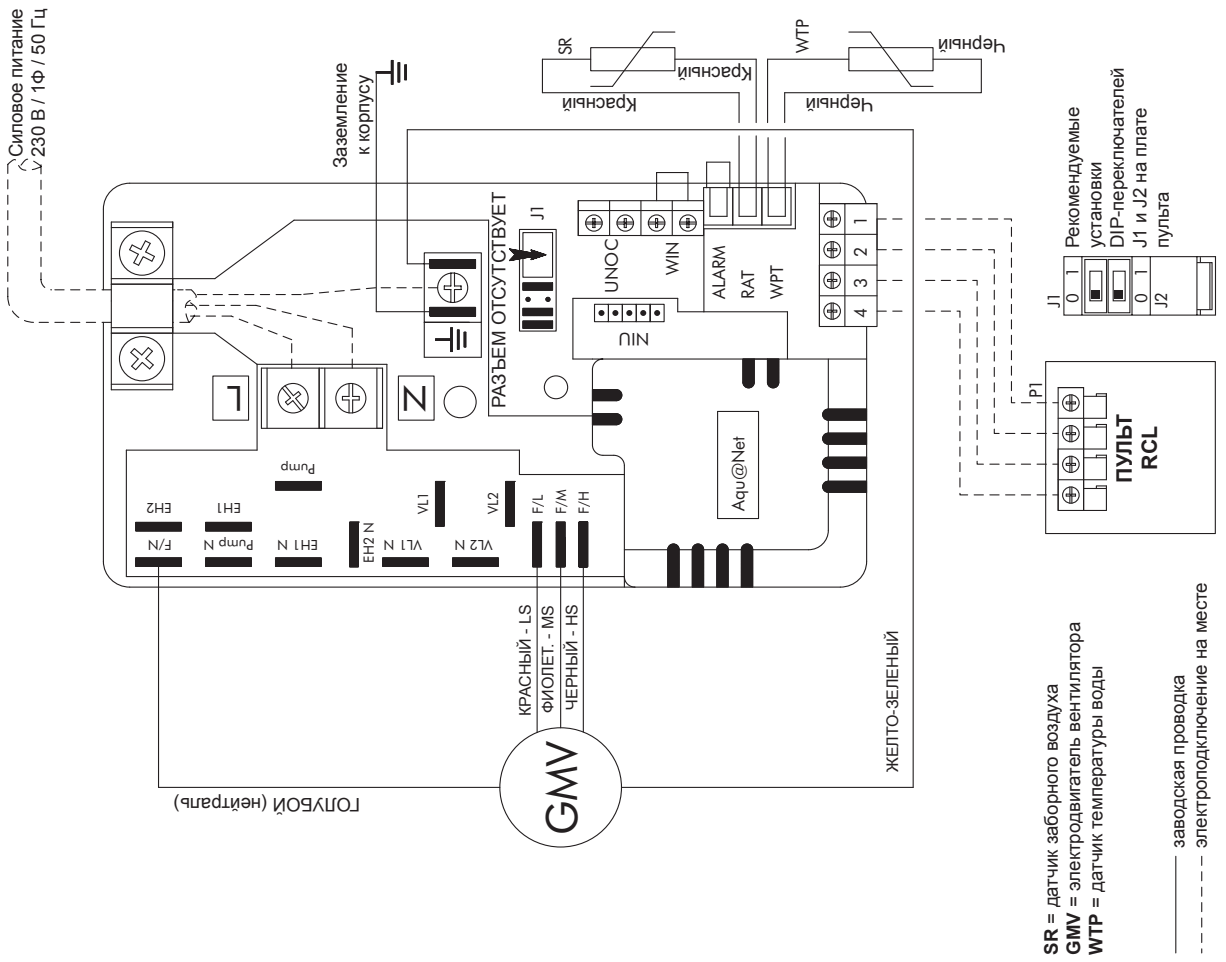 Силовое питание
230 В / 1Ф / 50 Гц
Заземление
к корпусу
SR
Красный
Красный
WTP
Черный
Черный
L
N
РАЗЪЕМ ОТСУТСТВУЕТ
J1
UNOC
WIN
NIU
ALARM
RAT
WPT
1
2
3
4
Aqu@Net
EH2
F/N
EH1
Pump N
Pump
EH1 N
EH2 N
VL1
VL1 N
VL2
VL2 N
F/L
F/M
F/H
КРАСНЫЙ - LS
ФИОЛЕТ. - MS
ЧЕРНЫЙ - HS
GMV
ГОЛУБОЙ (нейтраль)
ЖЕЛТО-ЗЕЛЕНЫЙ
P1
ПУЛЬТ
RCL
J1
0 1
0 1
J2
Рекомендуемые
установки
DIP-переключателей
J1 и J2 на плате
пульта
SR = датчик заборного воздуха
GMV = электродвигатель вентилятора
WTP = датчик температуры воды
заводская проводка
электроподключение на месте